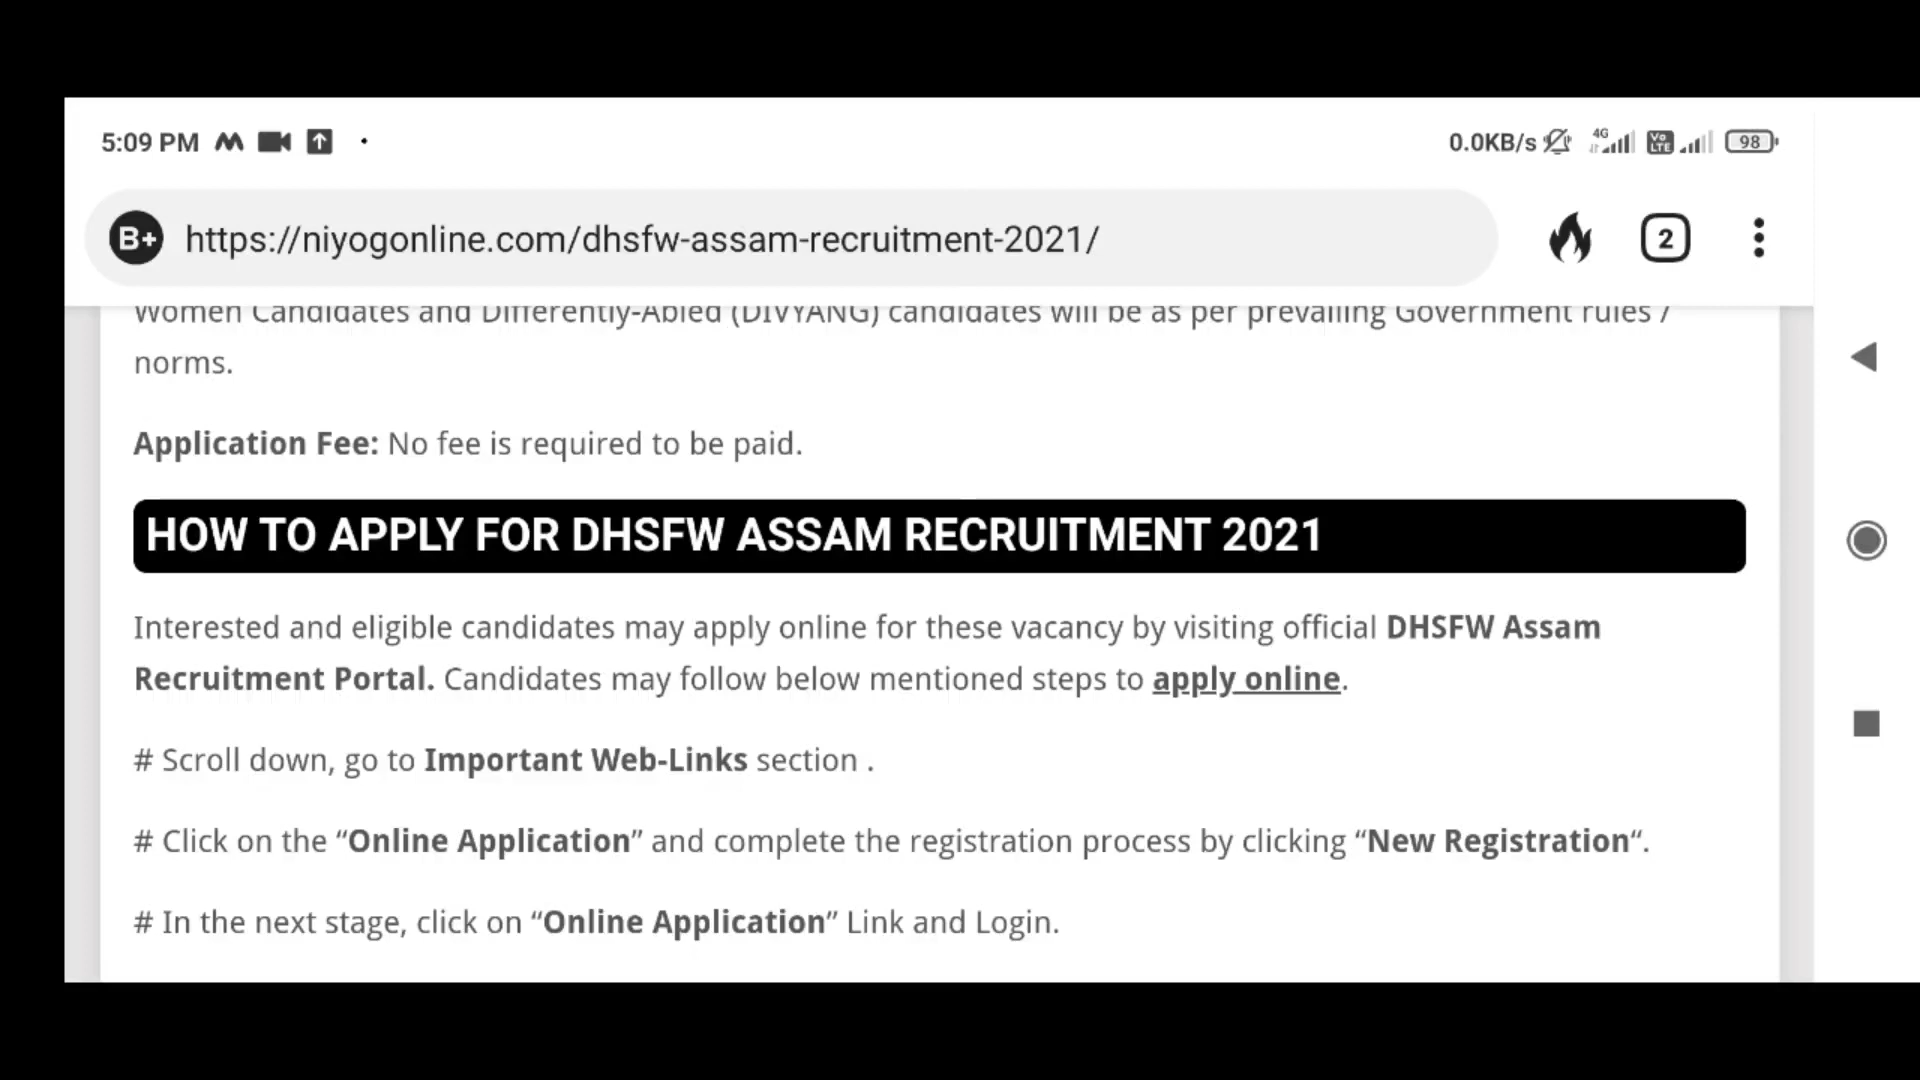 5:09 PM
0.0KB/s 4G Vo LTE 98
B+ https://niyogonline.com/dhsfw-assam-recruitment-2021/ 2
Women Candidates and Differently-Abled (DIVYANG) candidates will be as per prevailing Government rules /
norms.
Application Fee: No fee is required to be paid.
HOW TO APPLY FOR DHSFW ASSAM RECRUITMENT 2021
Interested and eligible candidates may apply online for these vacancy by visiting official DHSFW Assam
Recruitment Portal. Candidates may follow below mentioned steps to apply online.
# Scroll down, go to Important Web-Links section .
# Click on the “Online Application” and complete the registration process by clicking “New Registration“.
# In the next stage, click on “Online Application” Link and Login.